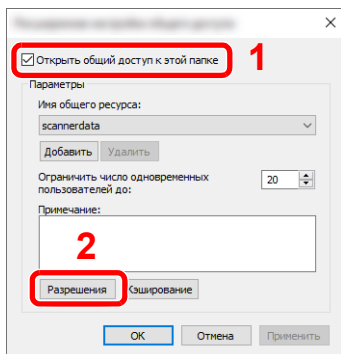 1
Открыть общий доступ к этой папке
Параметры
Имя общего ресурса:
scannerdata
Добавить Удалить
Ограничить число одновременных
пользователей до:
20
Примечание:
2
Разрешения Кэширование
ОК Отмена Применить